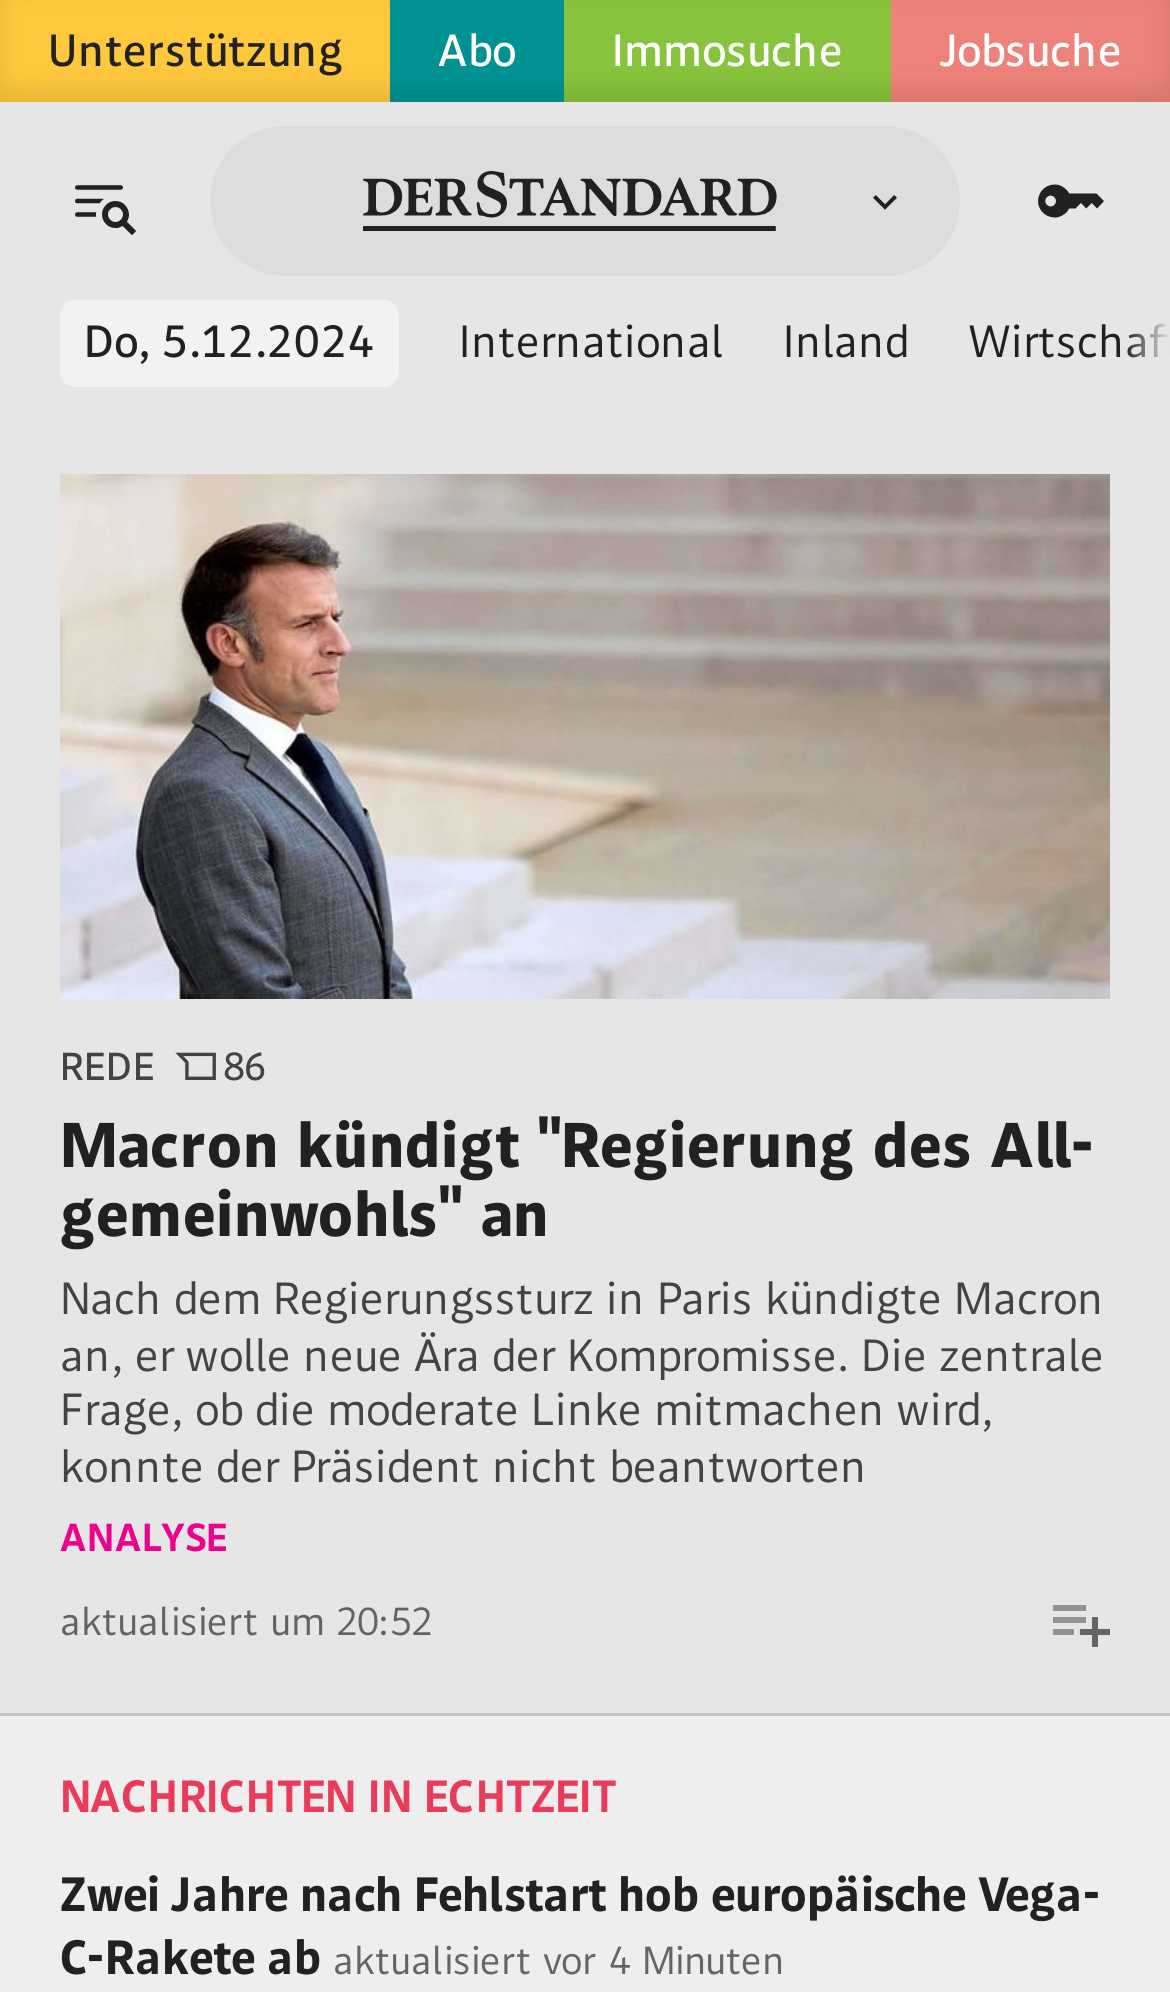 Unterstützung Abo Immosuche Jobsuche
DERSTANDARD
Do, 5.12.2024 International Inland Wirtschaf
REDE 86
Macron kündigt "Regierung des All-
gemeinwohls" an
Nach dem Regierungssturz in Paris kündigte Macron
an, er wolle neue Ära der Kompromisse. Die zentrale
Frage, ob die moderate Linke mitmachen wird,
konnte der Präsident nicht beantworten
ANALYSE
aktualisiert um 20:52
NACHRICHTEN IN ECHTZEIT
Zwei Jahre nach Fehlstart hob europäische Vega-
C-Rakete ab aktualisiert vor 4 Minuten